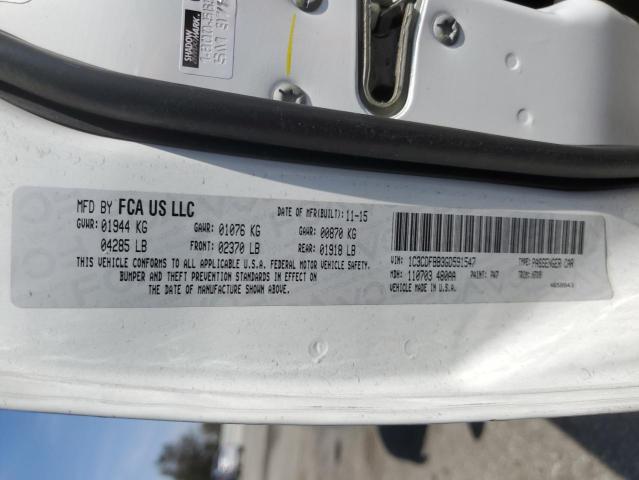 SHADOWMARK
MFD BY FCA US LLC
DATE OF MFR(BUILT): 11-15
GVWR: 01944 KG
GAWR: 01076 KG
GAWR: 00870 KG
04285 LB
FRONT: 02370 LB
REAR: 01918 LB
THIS VEHICLE CONFORMS TO ALL APPLICABLE U.S.A. FEDERAL MOTOR VEHICLE SAFETY,
BUMPER AND THEFT PREVENTION STANDARDS IN EFFECT ON
THE DATE OF MANUFACTURE SHOWN ABOVE.
VIN: 1C3CDFBB3GD591547
TYPE: PASSENGER CAR
MDH: 110703 480AA
PAINT: PW7
TRIM:
VEHICLE MADE IN U.S.A.